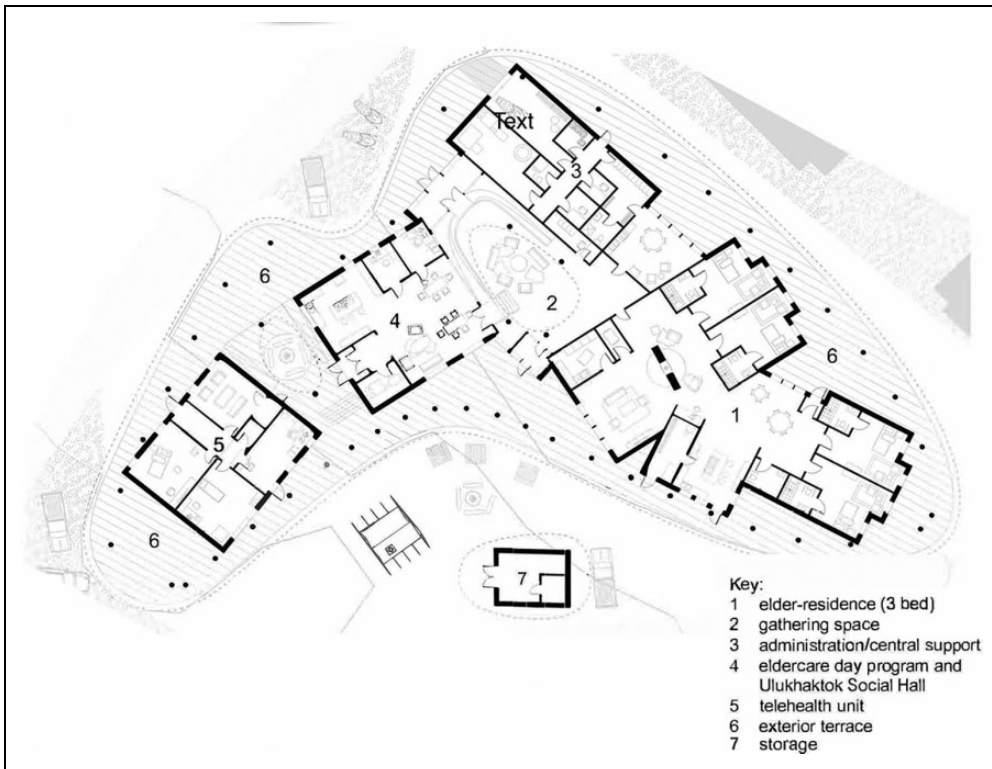 Text
3
6
2
4
6
1
5
6
7
Key:
1 elder-residence (3 bed)
2 gathering space
3 administration/central support
4 eldercare day program and
Ulukhaktok Social Hall
5 telehealth unit
6 exterior terrace
7 storage